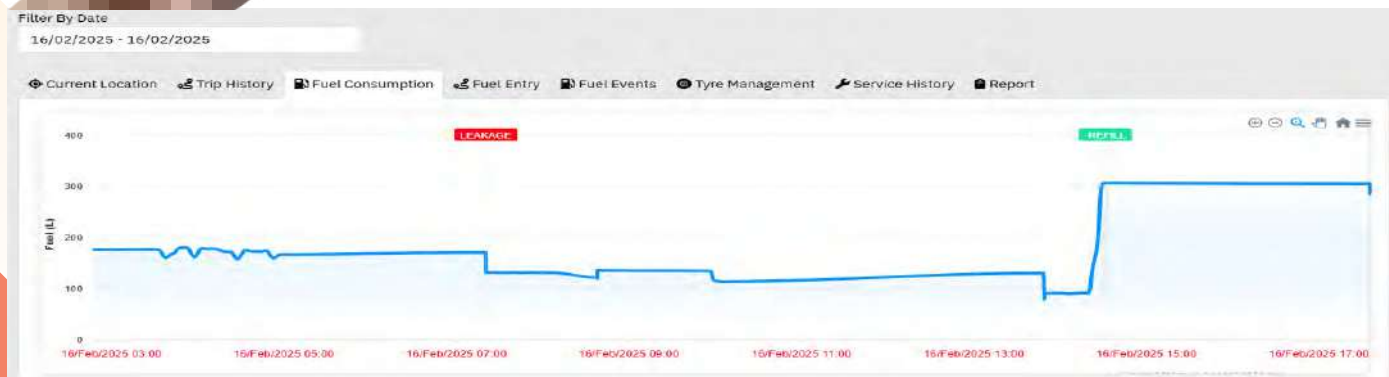 Filter By Date
16/02/2025 - 16/02/2025
Current Location Trip History Fuel Consumption Fuel Entry Fuel Events Tyre Management Service History Report
400 LEAKAGE REFILL
300
Fuel (L)
200
100
0
16/Feb/2025 03:00 16/Feb/2025 05:00 16/Feb/2025 07:00 16/Feb/2025 09:00 16/Feb/2025 11:00 16/Feb/2025 13:00 16/Feb/2025 15:00 16/Feb/2025 17:00